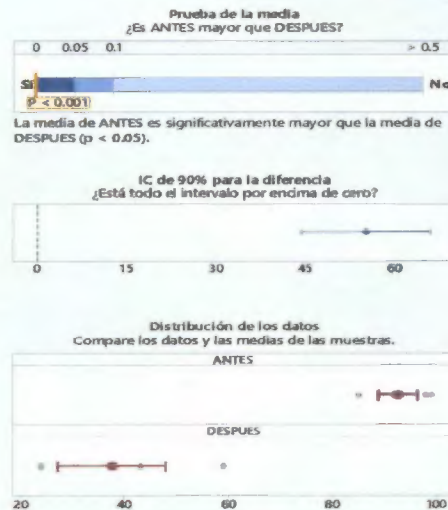 Prueba de la media
¿Es ANTES mayor que DESPUES?
0 0.05 0.1 > 0.5
Sí No
P < 0.001
La media de ANTES es significativamente mayor que la media de
DESPUES (p < 0.05).
IC de 90% para la diferencia
¿Está todo el intervalo por encima de cero?
0 15 30 45 60
Distribución de los datos
Compare los datos y las medias de las muestras.
ANTES
DESPUES
20 40 60 80 100